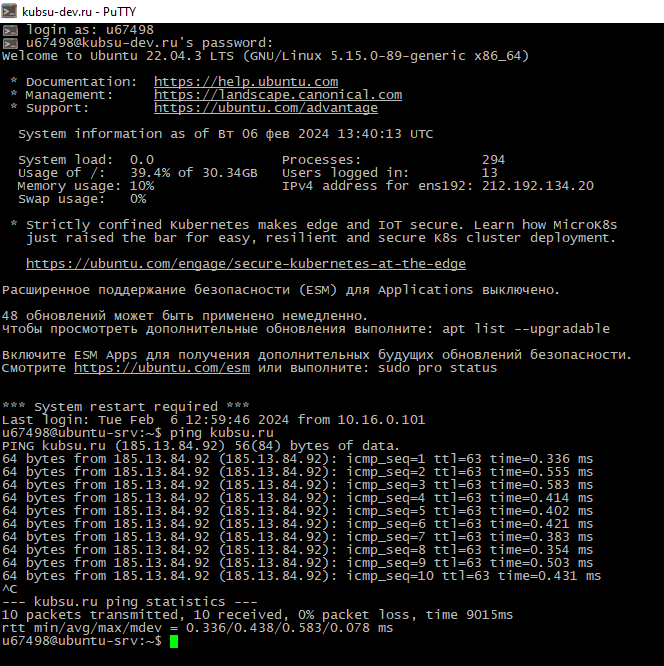 kubsu-dev.ru - PuTTY
login as: u67498
u67498@kubsu-dev.ru's password:
Welcome to Ubuntu 22.04.3 LTS (GNU/Linux 5.15.0-89-generic x86_64)
* Documentation:  https://help.ubuntu.com
* Management:     https://landscape.canonical.com
* Support:        https://ubuntu.com/advantage
System information as of Вт 06 фев 2024 13:40:13 UTC
System load:  0.0                Processes:               294
Usage of /:   39.4% of 30.34GB   Users logged in:         13
Memory usage: 10%                IPv4 address for ens192: 212.192.134.20
Swap usage:   0%
* Strictly confined Kubernetes makes edge and IoT secure. Learn how MicroK8s
just raised the bar for easy, resilient and secure K8s cluster deployment.
https://ubuntu.com/engage/secure-kubernetes-at-the-edge
Расширенное поддержание безопасности (ESM) для Applications выключено.
48 обновлений может быть применено немедленно.
Чтобы просмотреть дополнительные обновления выполните: apt list --upgradable
Включите ESM Apps для получения дополнительных будущих обновлений безопасности.
Смотрите https://ubuntu.com/esm или выполните: sudo pro status
*** System restart required ***
Last login: Tue Feb  6 12:59:46 2024 from 10.16.0.101
u67498@ubuntu-srv:~$ ping kubsu.ru
PING kubsu.ru (185.13.84.92) 56(84) bytes of data.
64 bytes from 185.13.84.92 (185.13.84.92): icmp_seq=1 ttl=63 time=0.336 ms
64 bytes from 185.13.84.92 (185.13.84.92): icmp_seq=2 ttl=63 time=0.555 ms
64 bytes from 185.13.84.92 (185.13.84.92): icmp_seq=3 ttl=63 time=0.583 ms
64 bytes from 185.13.84.92 (185.13.84.92): icmp_seq=4 ttl=63 time=0.414 ms
64 bytes from 185.13.84.92 (185.13.84.92): icmp_seq=5 ttl=63 time=0.402 ms
64 bytes from 185.13.84.92 (185.13.84.92): icmp_seq=6 ttl=63 time=0.421 ms
64 bytes from 185.13.84.92 (185.13.84.92): icmp_seq=7 ttl=63 time=0.383 ms
64 bytes from 185.13.84.92 (185.13.84.92): icmp_seq=8 ttl=63 time=0.354 ms
64 bytes from 185.13.84.92 (185.13.84.92): icmp_seq=9 ttl=63 time=0.503 ms
64 bytes from 185.13.84.92 (185.13.84.92): icmp_seq=10 ttl=63 time=0.431 ms
^C
--- kubsu.ru ping statistics ---
10 packets transmitted, 10 received, 0% packet loss, time 9015ms
rtt min/avg/max/mdev = 0.336/0.438/0.583/0.078 ms
u67498@ubuntu-srv:~$